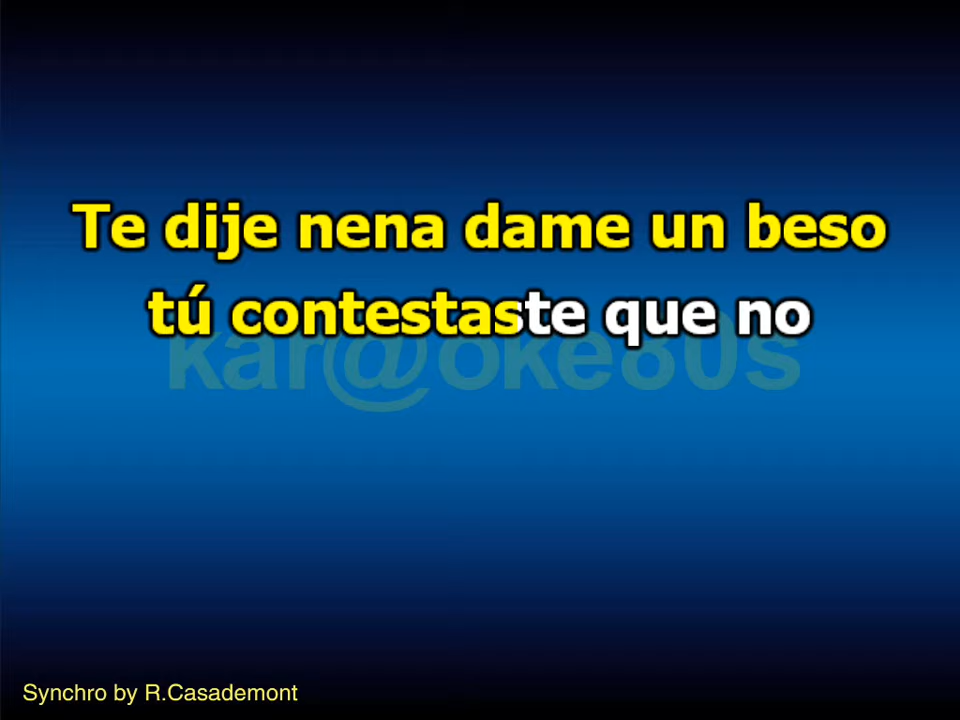 Te dije nena dame un beso
tú contestaste que no
kar@oke80s
Synchro by R.Casademont